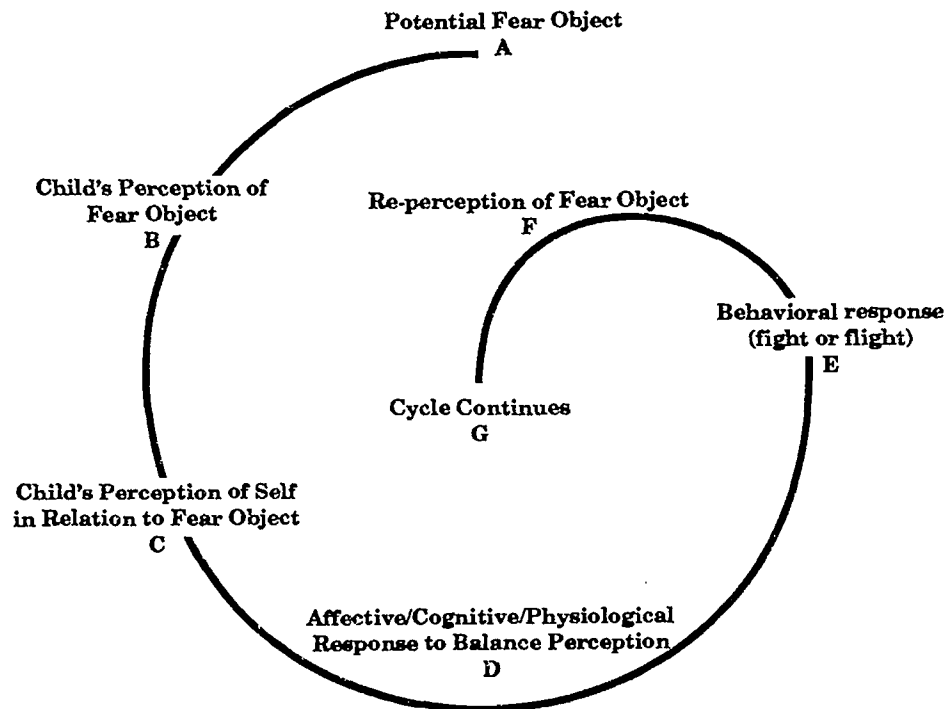 Potential Fear Object
A
Child's Perception of
Fear Object
B
Child's Perception of Self
in Relation to Fear Object
C
Affective/Cognitive/Physiological
Response to Balance Perception
D
Behavioral response
(fight or flight)
E
Re-perception of Fear Object
F
Cycle Continues
G